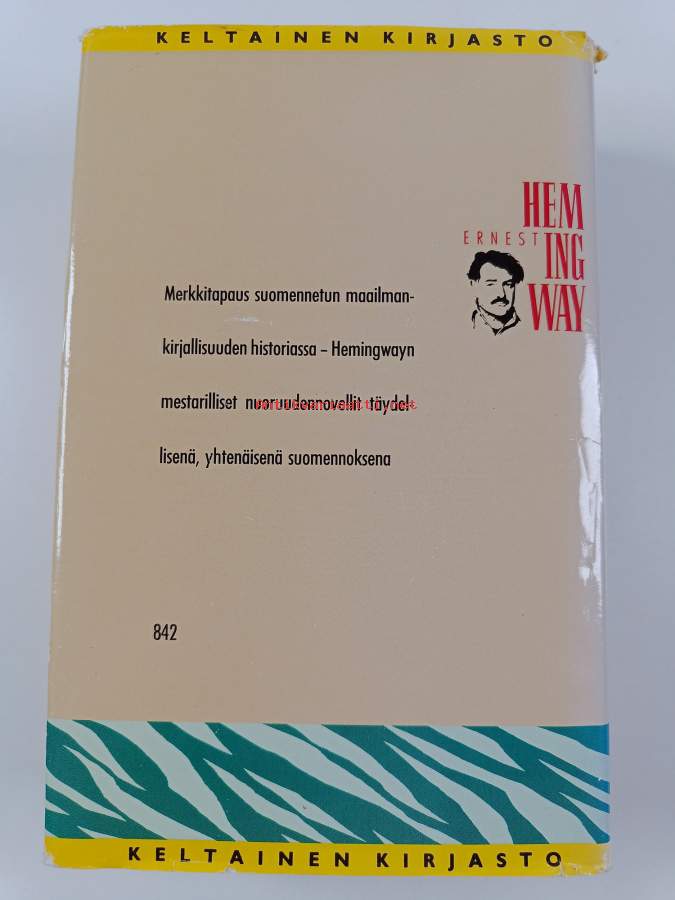 KELTAINEN KIRJASTO
HEM
ERNEST ING
WAY
Merkkitapaus suomennetun maailman-
kirjallisuuden historiassa – Hemingwayn
mestarilliset nuoruudennovellit täydel-
lisenä, yhtenäisenä suomennoksena
842
KELTAINEN KIRJASTO